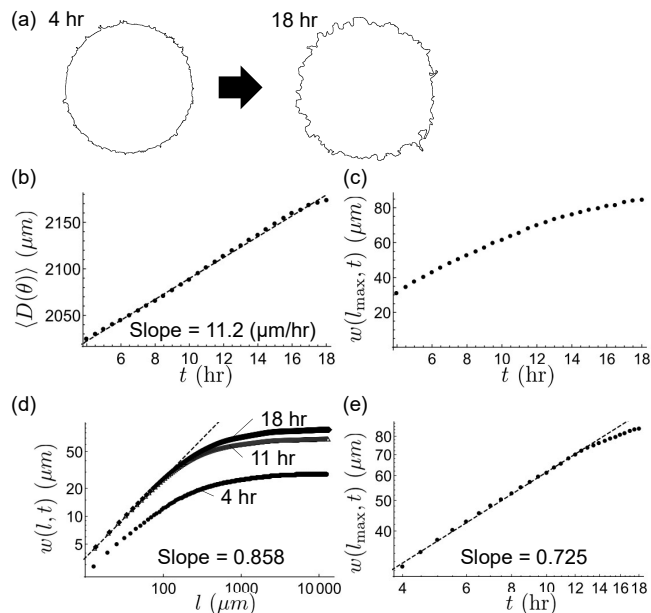 (a) 4 hr 18 hr
(b) (c)
⟨D(θ)⟩ (μm)
2150
2100
2050
Slope = 11.2 (μm/hr)
6 8 10 12 14 16 18
t (hr)
w(l_max, t) (μm)
80
60
40
20
6 8 10 12 14 16 18
t (hr)
(d) (e)
w(l, t) (μm)
50
20
10
5
18 hr
11 hr
4 hr
Slope = 0.858
100 1000 10 000
l (μm)
w(l_max, t) (μm)
80
70
60
50
40
Slope = 0.725
4 6 8 10 12 14 16 18
t (hr)